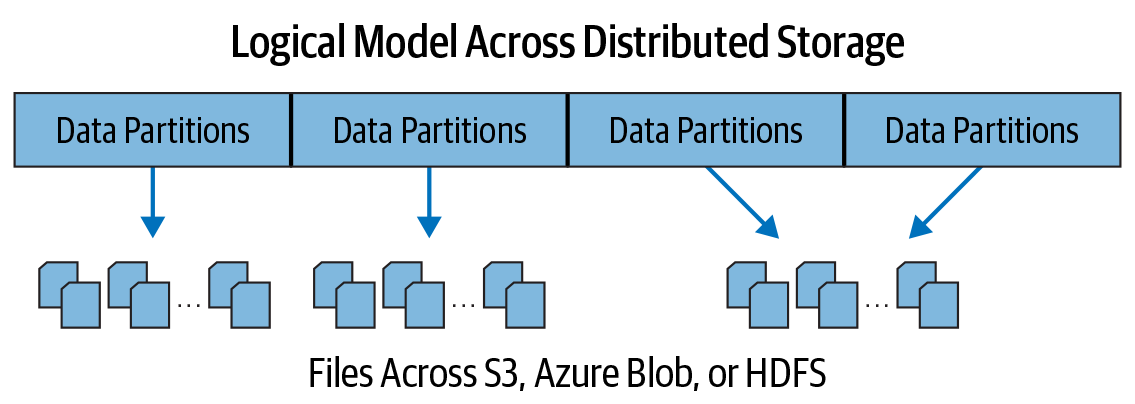 Logical Model Across Distributed Storage
Data Partitions Data Partitions Data Partitions Data Partitions
... ... ...
Files Across S3, Azure Blob, or HDFS